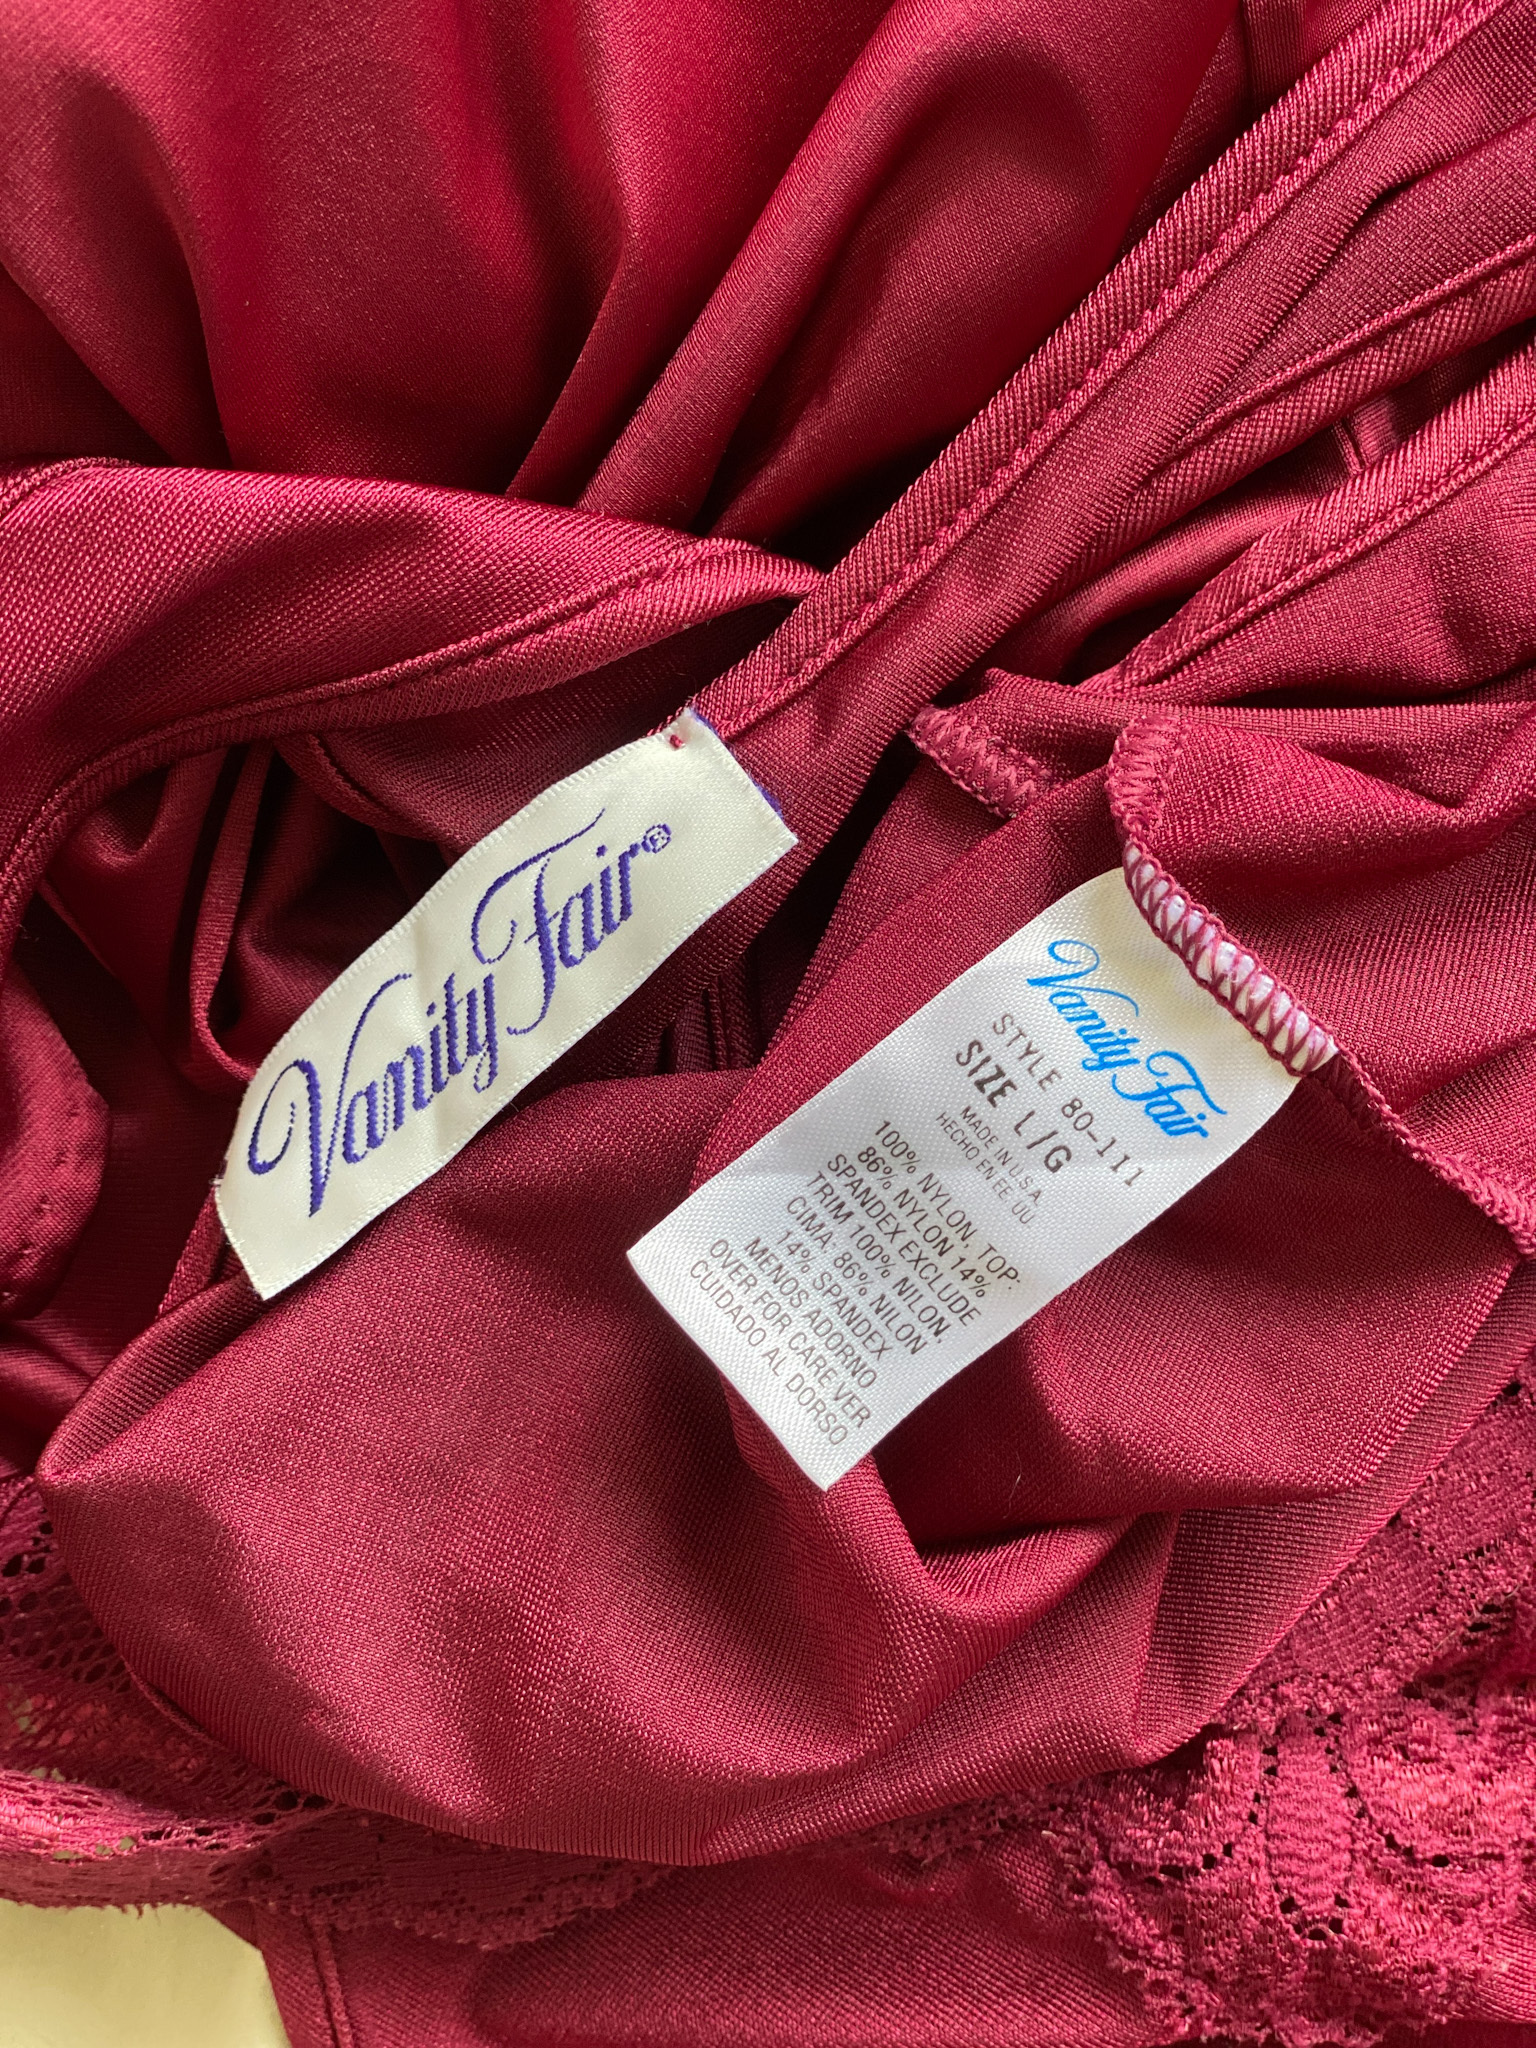 Vanity Fair®
Vanity Fair
STYLE 80-111
SIZE L/G
MADE IN U.S.A.
HECHO EN EE UU
100% NYLON, TOP:
86% NYLON 14%
SPANDEX EXCLUDE
TRIM 100% NILON,
CIMA: 86% NILON
14% SPANDEX
MENOS ADORNO
OVER FOR CARE VER
CUIDADO AL DORSO